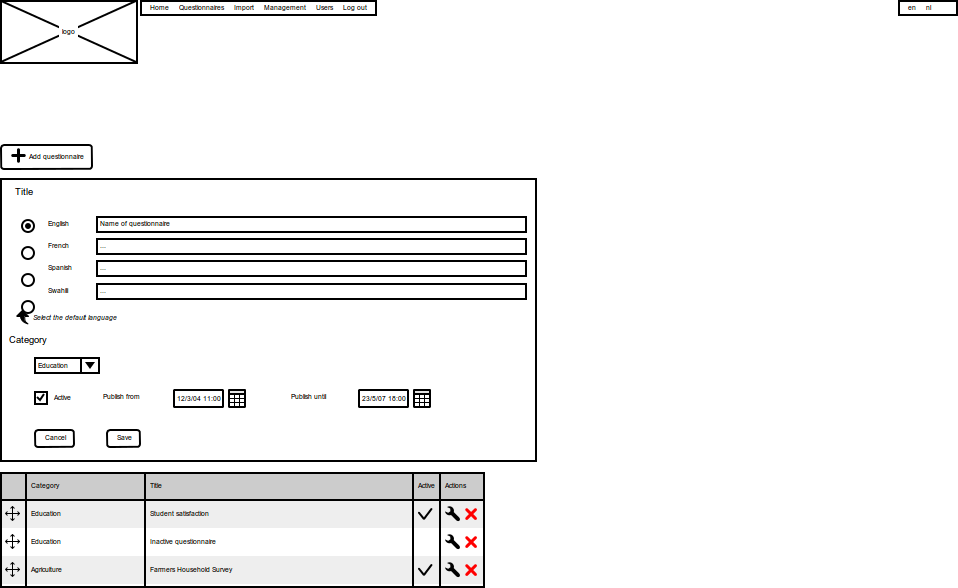 Home Questionnaires Import Management Users Log out en nl
logo
Add questionnaire
Title
English Name of questionnaire
French ...
Spanish ...
Swahili ...
Select the default language
Category
Education
Active Publish from 12/3/04 11:00 Publish until 23/5/07 18:00
Cancel Save
Category Title Active Actions
Education Student satisfaction
Education Inactive questionnaire
Agriculture Farmers Household Survey